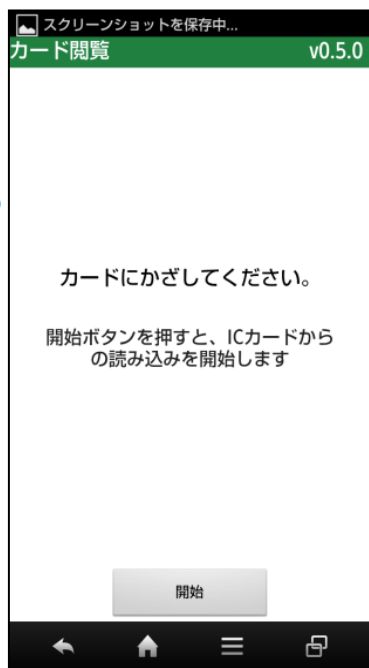 スクリーンショットを保存中...
カード閲覧 v0.5.0
カードにかざしてください。
開始ボタンを押すと、ICカードから
の読み込みを開始します
開始